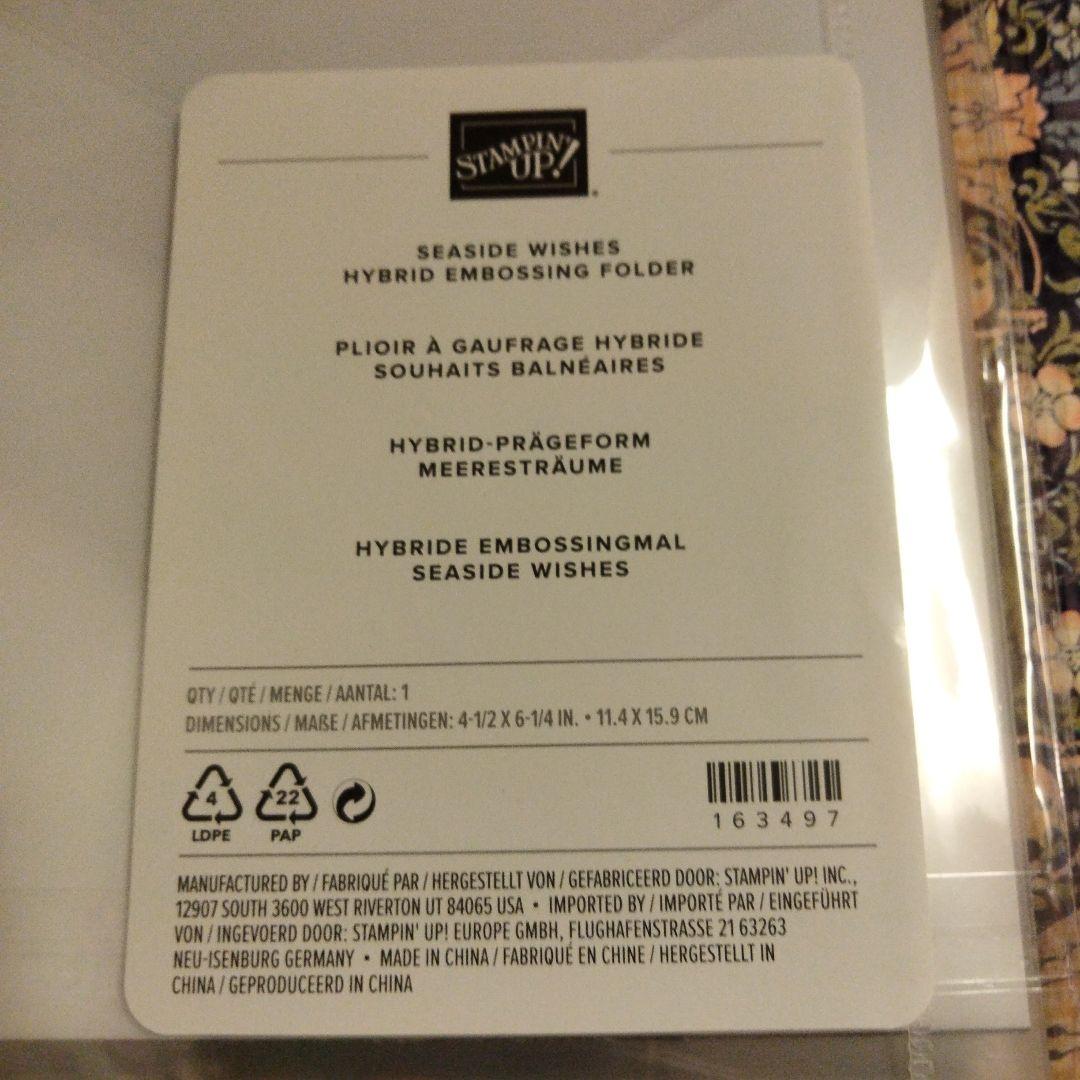 STAMPIN' UP!
SEASIDE WISHES
HYBRID EMBOSSING FOLDER
PLIOIR À GAUFRAGE HYBRIDE
SOUHAITS BALNÉAIRES
HYBRID-PRÄGEFORM
MEERESTRÄUME
HYBRIDE EMBOSSINGMAL
SEASIDE WISHES
QTY / QTÉ / MENGE / AANTAL: 1
DIMENSIONS / MAßE / AFMETINGEN: 4-1/2 X 6-1/4 IN. • 11.4 X 15.9 CM
4 22
LDPE PAP
163497
MANUFACTURED BY / FABRIQUÉ PAR / HERGESTELLT VON / GEFABRICEERD DOOR: STAMPIN' UP! INC.,
12907 SOUTH 3600 WEST RIVERTON UT 84065 USA • IMPORTED BY / IMPORTÉ PAR / EINGEFÜHRT
VON / INGEVOERD DOOR: STAMPIN' UP! EUROPE GMBH, FLUGHAFENSTRASSE 21 63263
NEU-ISENBURG GERMANY • MADE IN CHINA / FABRIQUÉ EN CHINE / HERGESTELLT IN
CHINA / GEPRODUCEERD IN CHINA